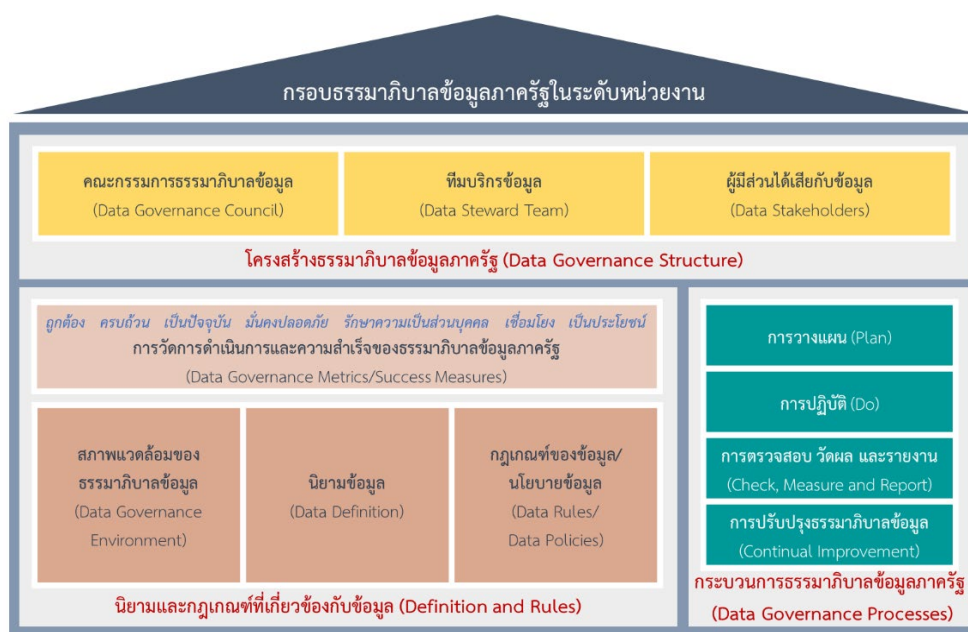 กรอบธรรมาภิบาลข้อมูลภาครัฐในระดับหน่วยงาน
คณะกรรมการธรรมาภิบาลข้อมูล
(Data Governance Council)
ทีมบริกรข้อมูล
(Data Steward Team)
ผู้มีส่วนได้เสียกับข้อมูล
(Data Stakeholders)
โครงสร้างธรรมาภิบาลข้อมูลภาครัฐ (Data Governance Structure)
ถูกต้อง ครบถ้วน เป็นปัจจุบัน มั่นคงปลอดภัย รักษาความเป็นส่วนบุคคล เชื่อมโยง เป็นประโยชน์
การวัดการดำเนินการและความสำเร็จของธรรมาภิบาลข้อมูลภาครัฐ
(Data Governance Metrics/Success Measures)
สภาพแวดล้อมของ
ธรรมาภิบาลข้อมูล
(Data Governance
Environment)
นิยามข้อมูล
(Data Definition)
กฎเกณฑ์ของข้อมูล/
นโยบายข้อมูล
(Data Rules/
Data Policies)
นิยามและกฎเกณฑ์ที่เกี่ยวข้องกับข้อมูล (Definition and Rules)
การวางแผน (Plan)
การปฏิบัติ (Do)
การตรวจสอบ วัดผล และรายงาน
(Check, Measure and Report)
การปรับปรุงธรรมาภิบาลข้อมูล
(Continual Improvement)
กระบวนการธรรมาภิบาลข้อมูลภาครัฐ
(Data Governance Processes)